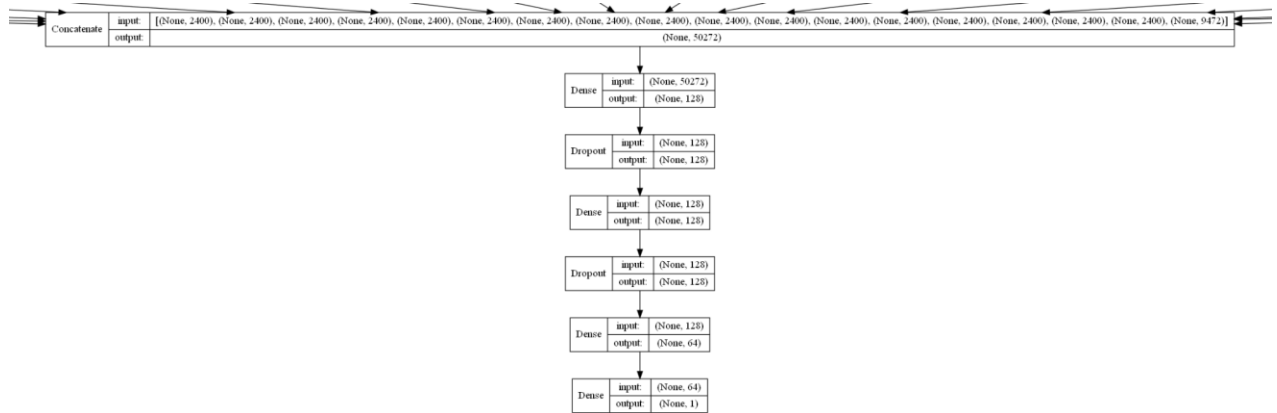 Concatenate
input: [(None, 2400), (None, 2400), (None, 2400), (None, 2400), (None, 2400), (None, 2400), (None, 2400), (None, 2400), (None, 2400), (None, 2400), (None, 2400), (None, 2400), (None, 2400), (None, 2400), (None, 2400), (None, 2400), (None, 2400), (None, 9472)]
output: (None, 50272)
Dense
input: (None, 50272)
output: (None, 128)
Dropout
input: (None, 128)
output: (None, 128)
Dense
input: (None, 128)
output: (None, 128)
Dropout
input: (None, 128)
output: (None, 128)
Dense
input: (None, 128)
output: (None, 64)
Dense
input: (None, 64)
output: (None, 1)